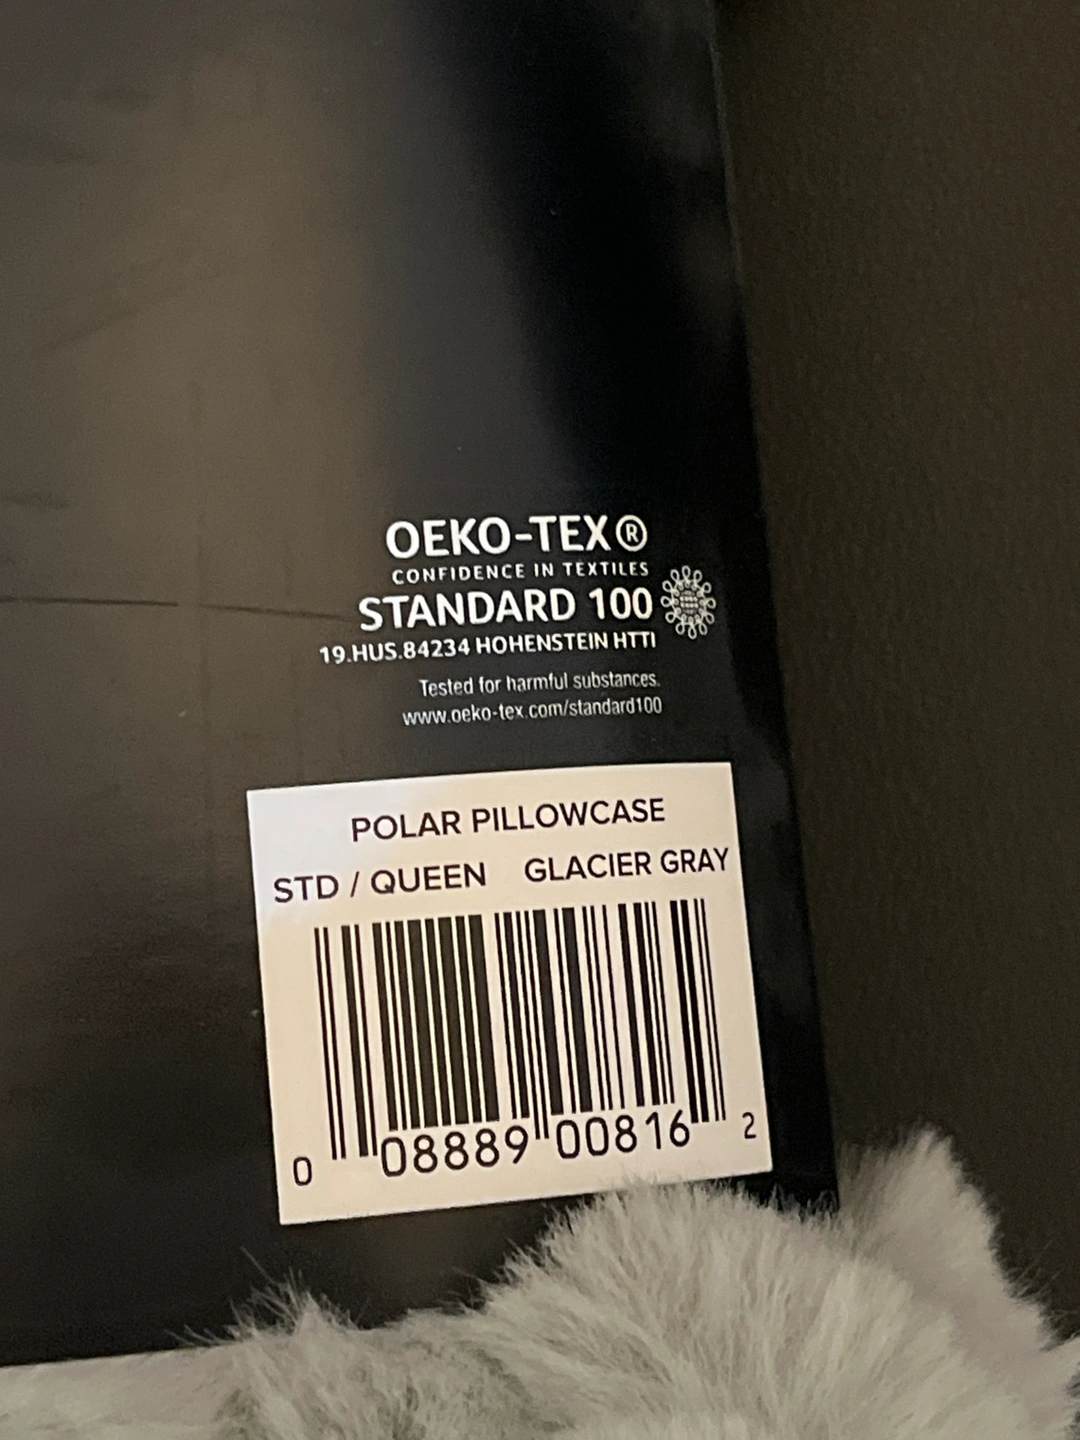 OEKO-TEX®
CONFIDENCE IN TEXTILES
STANDARD 100
19.HUS.84234 HOHENSTEIN HTTI
Tested for harmful substances.
www.oeko-tex.com/standard100
POLAR PILLOWCASE
STD / QUEEN GLACIER GRAY
0 08889 00816 2